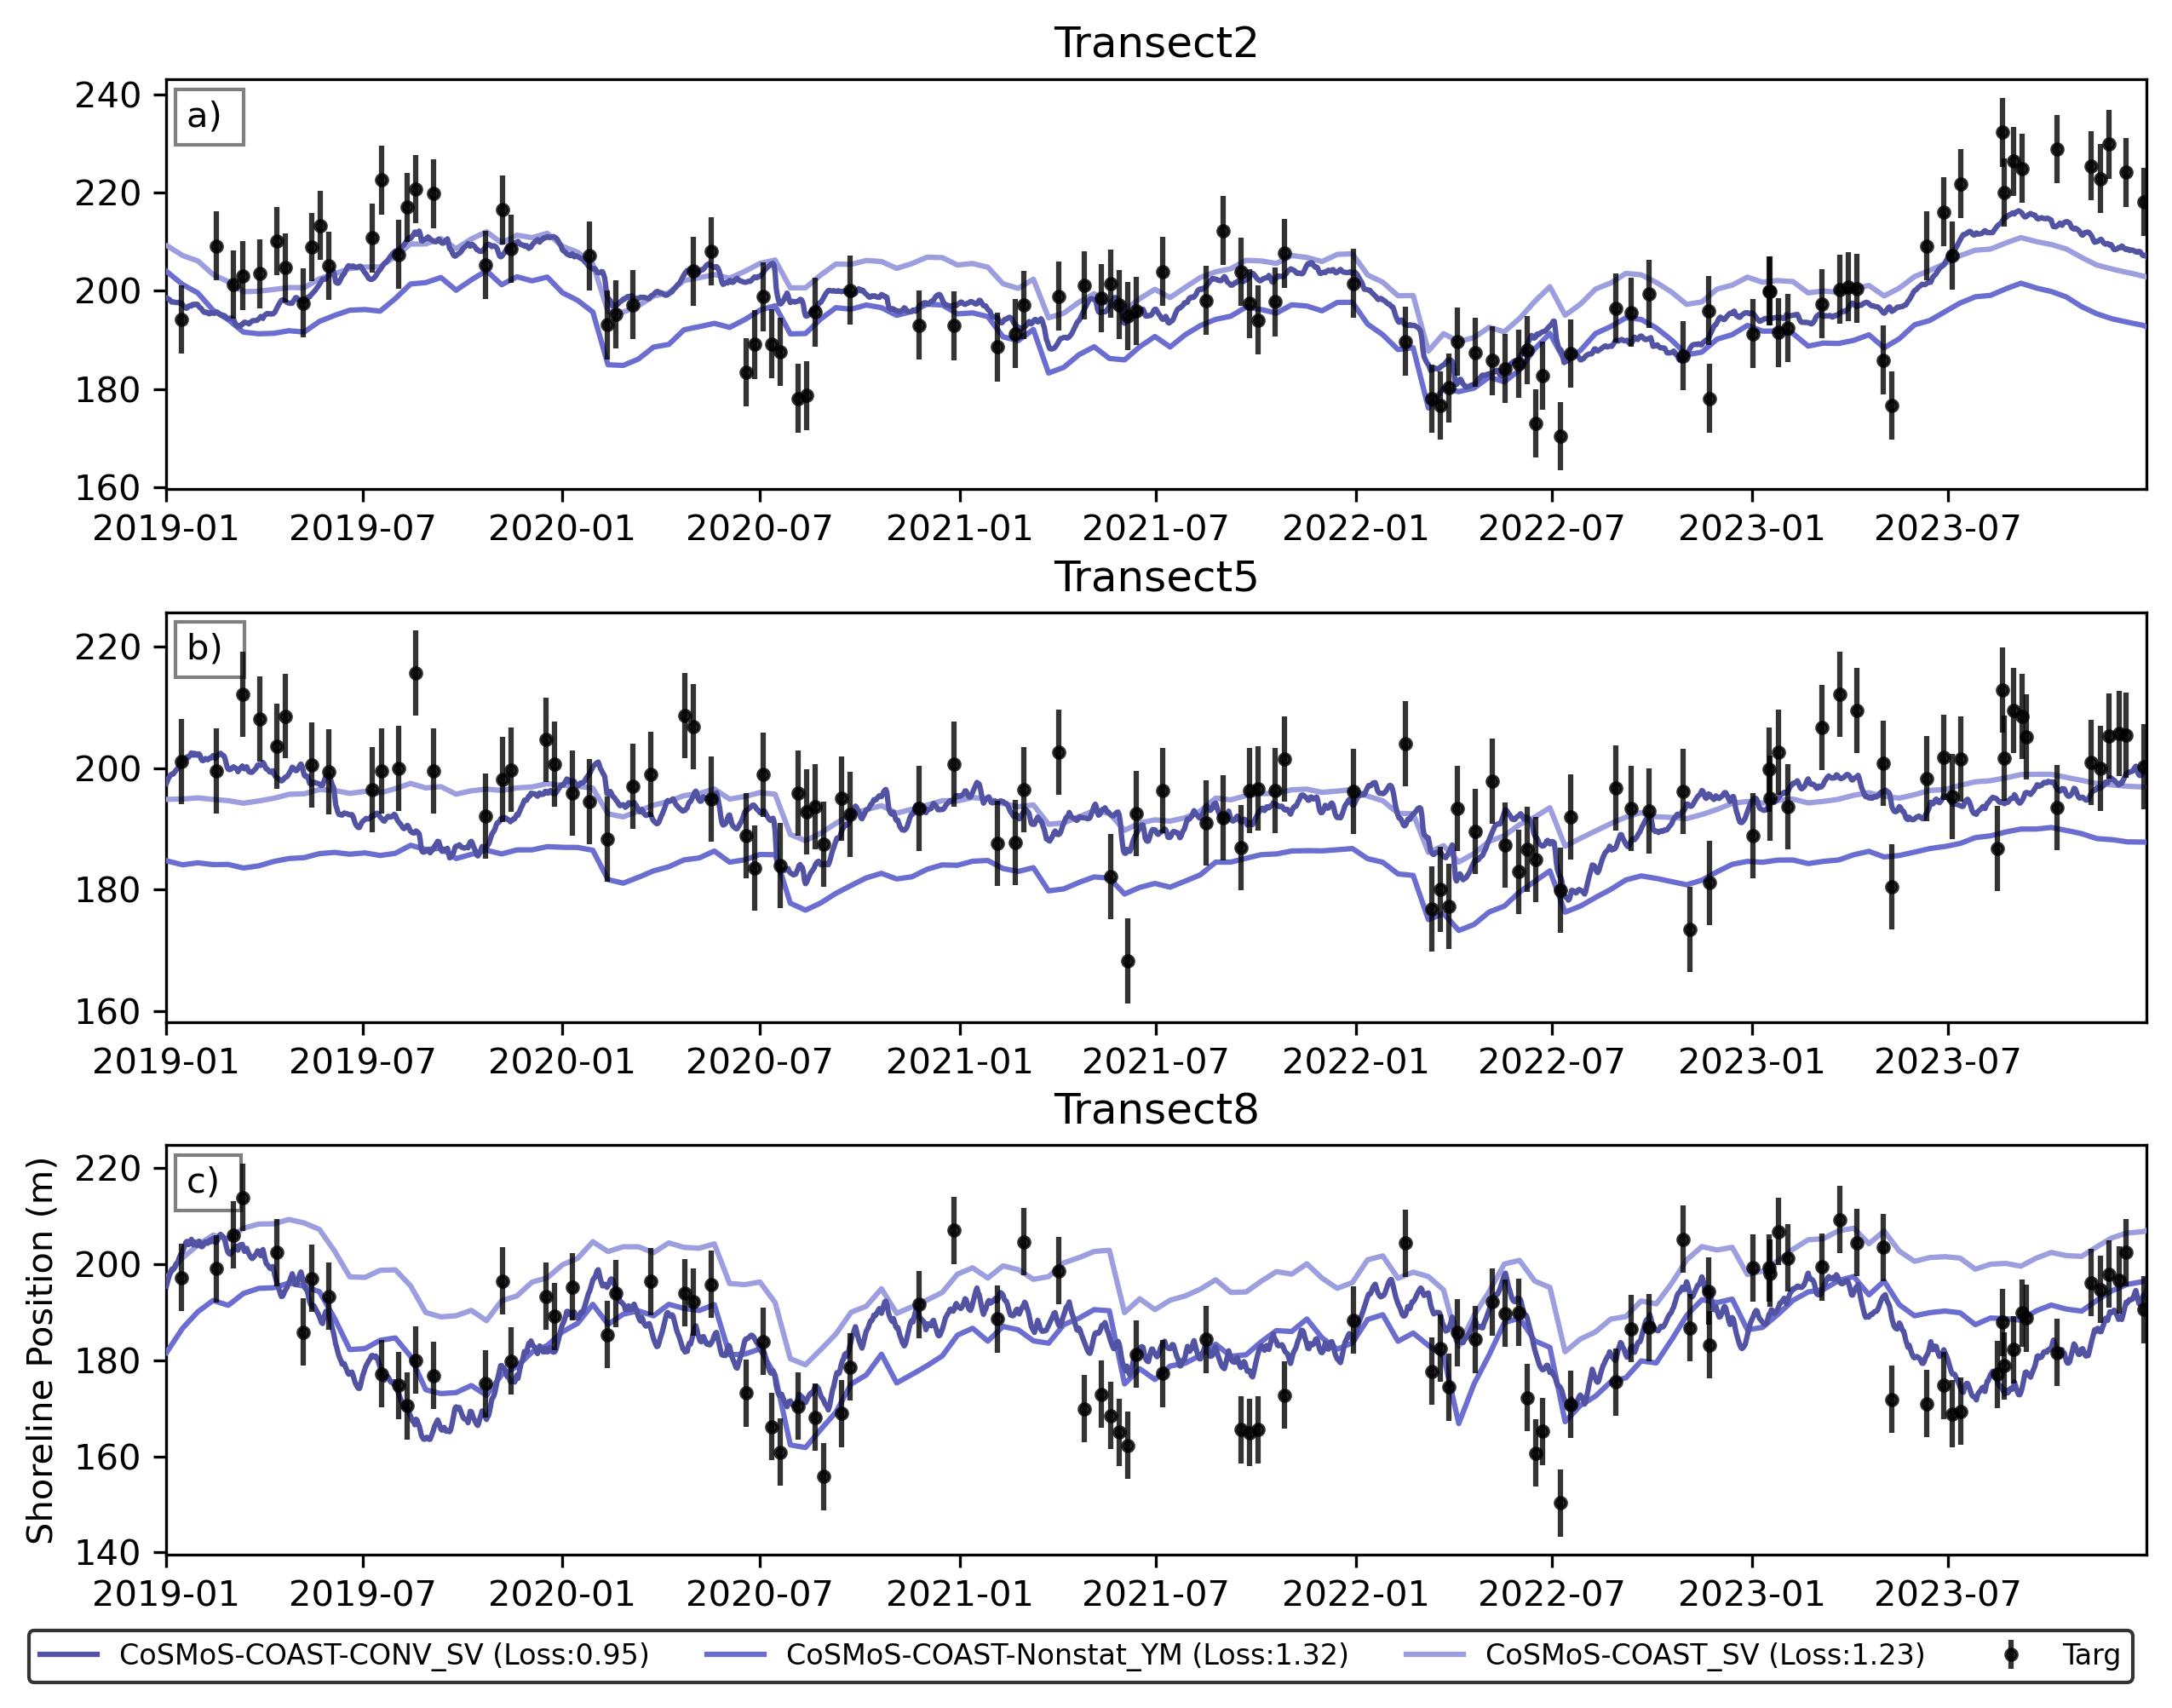 Transect2
a)
240
220
200
180
160
2019-01 2019-07 2020-01 2020-07 2021-01 2021-07 2022-01 2022-07 2023-01 2023-07
Transect5
b)
220
200
180
160
2019-01 2019-07 2020-01 2020-07 2021-01 2021-07 2022-01 2022-07 2023-01 2023-07
Transect8
c)
Shoreline Position (m)
220
200
180
160
140
2019-01 2019-07 2020-01 2020-07 2021-01 2021-07 2022-01 2022-07 2023-01 2023-07
CoSMoS-COAST-CONV_SV (Loss:0.95) CoSMoS-COAST-Nonstat_YM (Loss:1.32) CoSMoS-COAST_SV (Loss:1.23) Targ